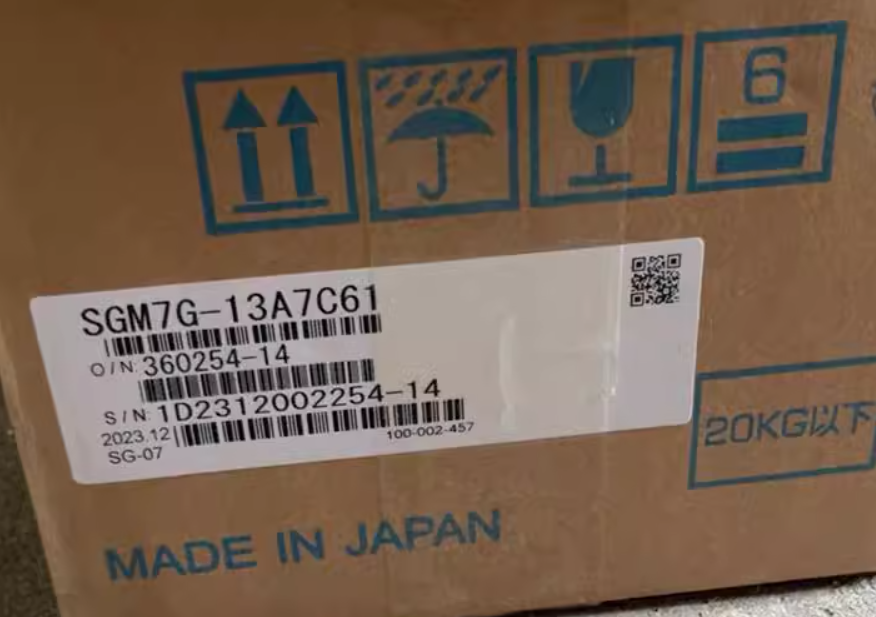 6
SGM7G-13A7C61
O/N: 360254-14
S/N: 1D2312002254-14
2023.12
100-002-457
SG-07
20KG以下
MADE IN JAPAN